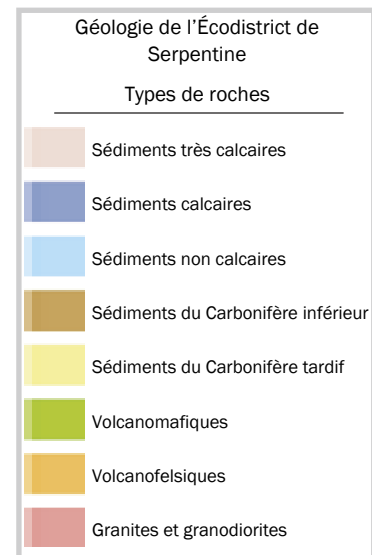 Géologie de l'Écodistrict de
Serpentine
Types de roches
Sédiments très calcaires
Sédiments calcaires
Sédiments non calcaires
Sédiments du Carbonifère inférieur
Sédiments du Carbonifère tardif
Volcanomafiques
Volcanofelsiques
Granites et granodiorites